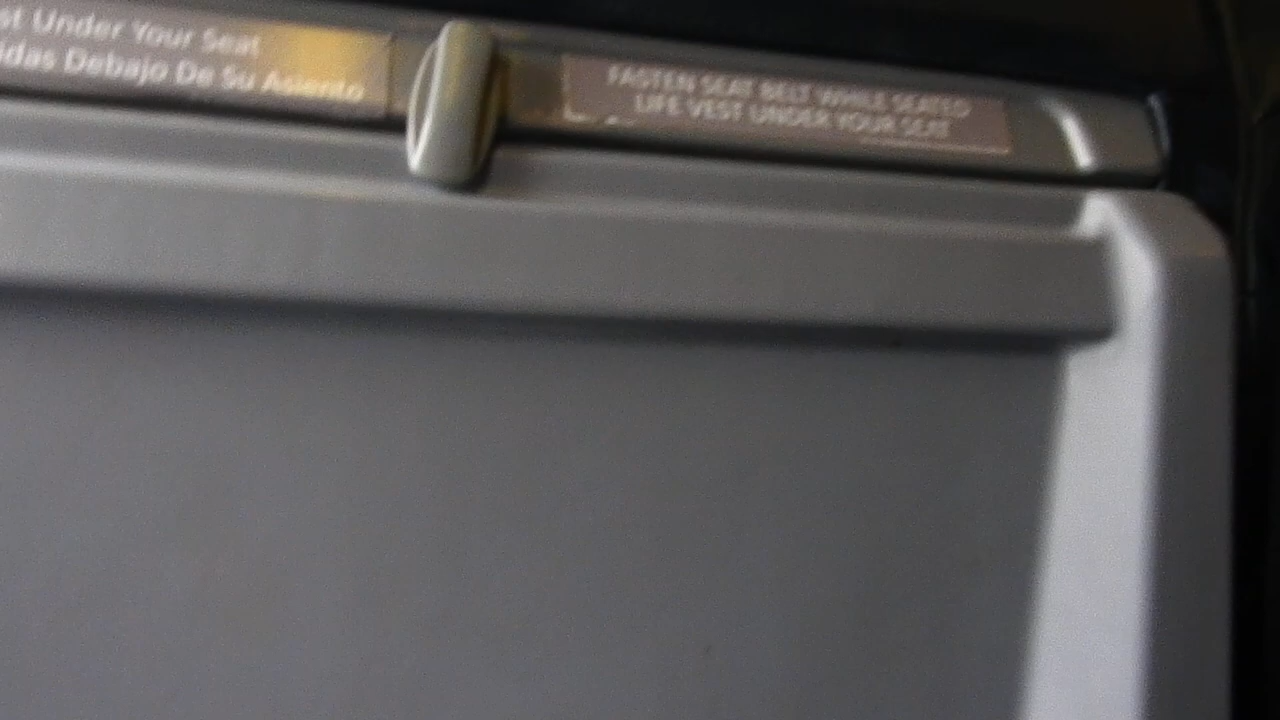 st Under Your Seat
idas Debajo De Su Asiento
FASTEN SEAT BELT WHILE SEATED
LIFE VEST UNDER YOUR SEAT